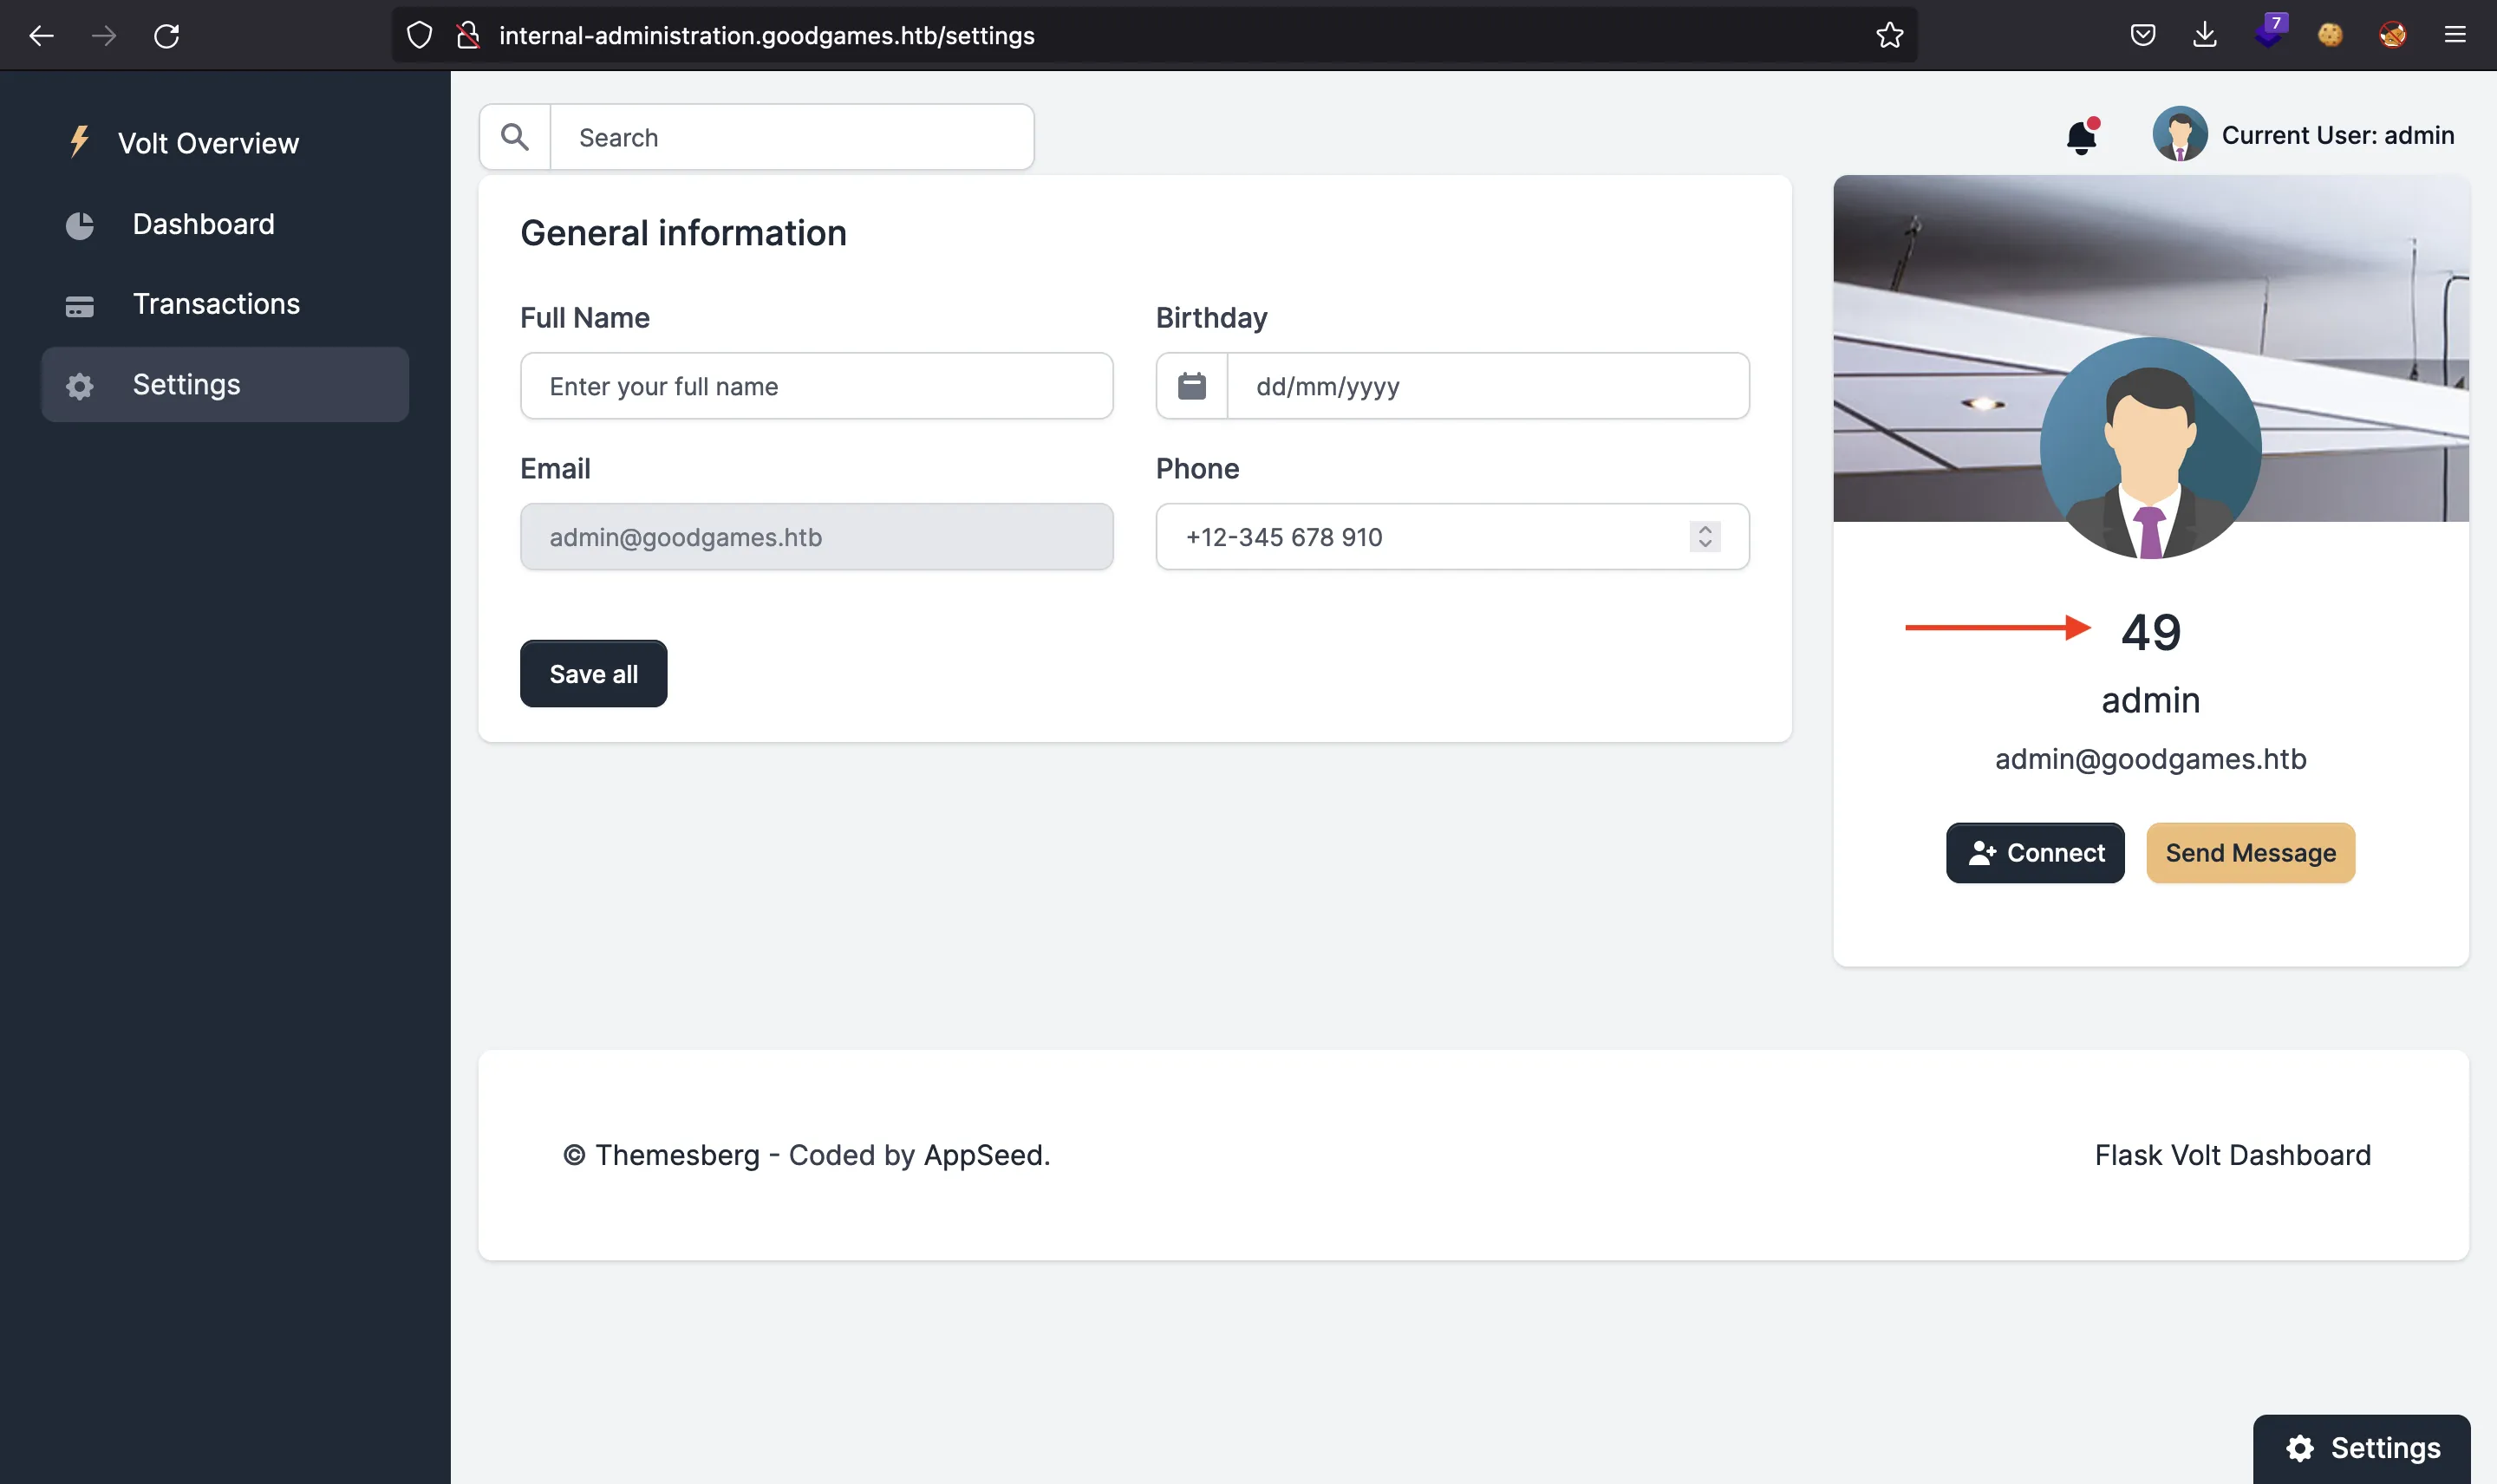 internal-administration.goodgames.htb/settings
7
Volt Overview
Dashboard
Transactions
Settings
Search
Current User: admin
General information
Full Name
Birthday
Enter your full name
dd/mm/yyyy
Email
Phone
admin@goodgames.htb
+12-345 678 910
Save all
49
admin
admin@goodgames.htb
Connect
Send Message
© Themesberg - Coded by AppSeed.
Flask Volt Dashboard
Settings